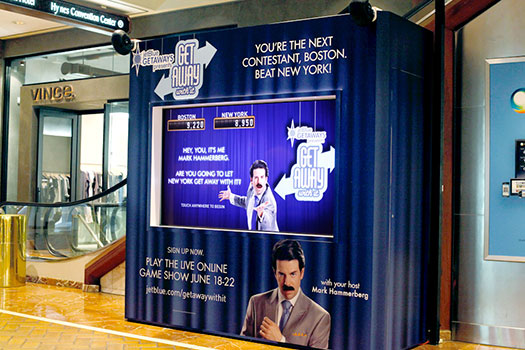 Hynes Convention Center
VINCE.
jetBlue
GETAWAYS
presents
GET
AWAY
with it
YOU'RE THE NEXT
CONTESTANT, BOSTON.
BEAT NEW YORK!
BOSTON
9,220
NEW YORK
8,950
HEY, YOU, IT'S ME
MARK HAMMERBERG.
ARE YOU GOING TO
LET NEW YORK GET AWAY WITH IT?
TOUCH ANYWHERE TO BEGIN
GETAWAYS
GET
AWAY
with it
SIGN UP NOW.
PLAY THE LIVE ONLINE
GAME SHOW JUNE 18-22
jetblue.com/getawaywithit
with your host
Mark Hammerberg